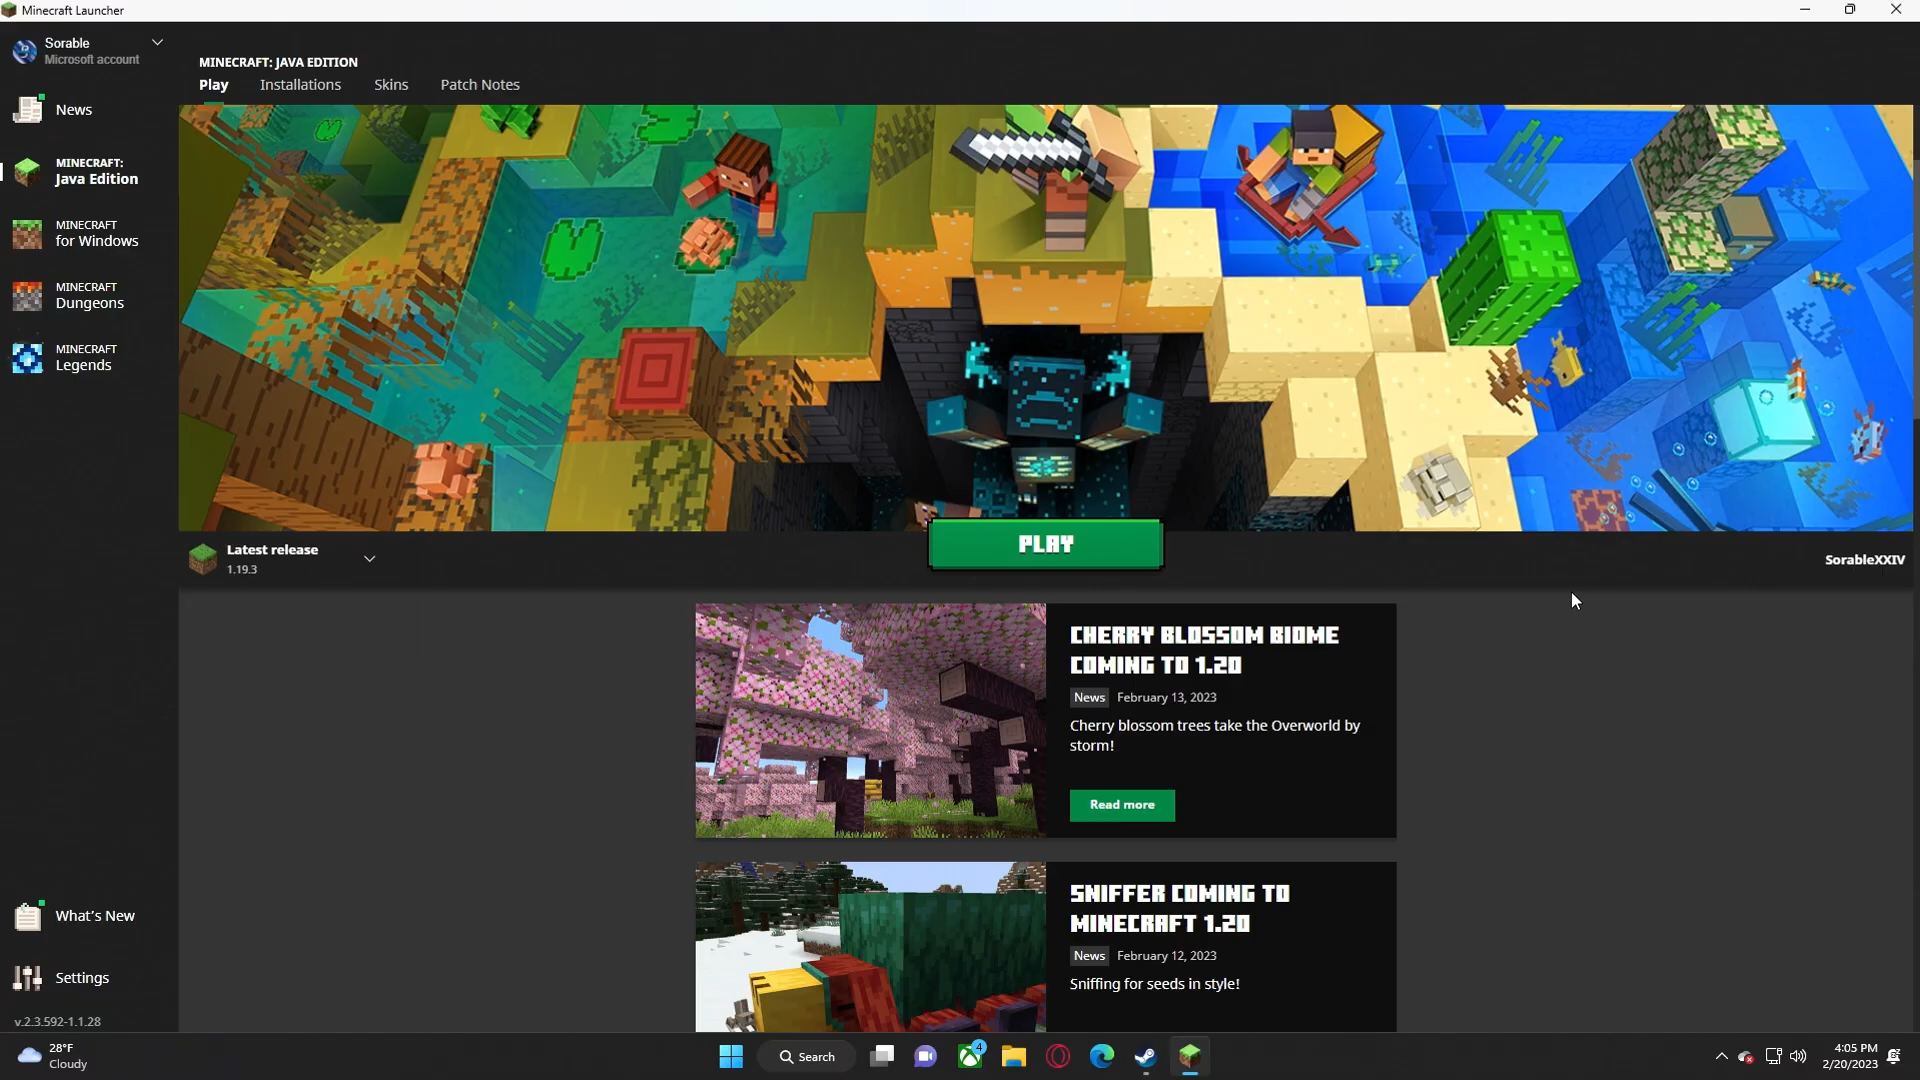 Minecraft Launcher
Sorable
Microsoft account
MINECRAFT: JAVA EDITION
Play
Installations
Skins
Patch Notes
News
MINECRAFT:
Java Edition
MINECRAFT
for Windows
MINECRAFT
Dungeons
MINECRAFT
Legends
PLAY
Latest release
1.19.3
SorableXXIV
CHERRY BLOSSOM BIOME
COMING TO 1.20
News February 13, 2023
Cherry blossom trees take the Overworld by
storm!
Read more
SNIFFER COMING TO
MINECRAFT 1.20
News February 12, 2023
Sniffing for seeds in style!
What's New
Settings
v.2.3.592-1.1.28
28°F
Cloudy
Search
4
4:05 PM
2/20/2023